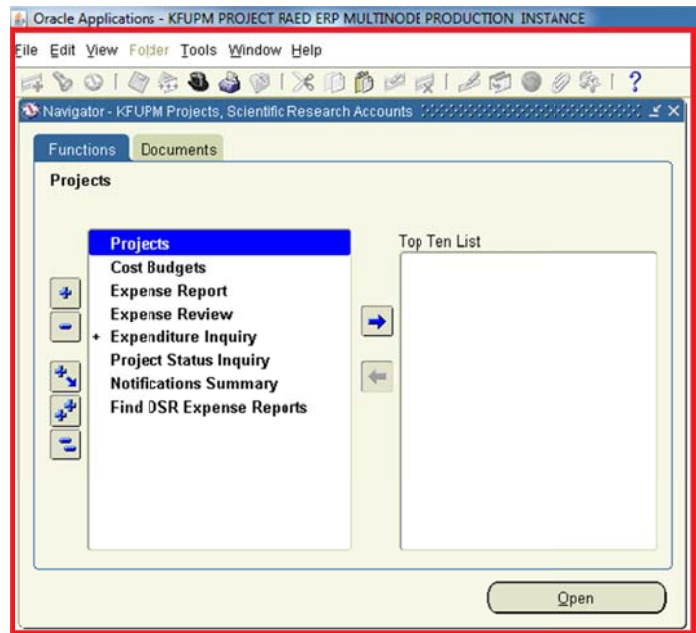 Oracle Applications - KFUPM PROJECT RAED ERP MULTINODE PRODUCTION INSTANCE
File Edit View Folder Tools Window Help
Navigator - KFUPM Projects, Scientific Research Accounts
Functions Documents
Projects
Top Ten List
Projects
Cost Budgets
Expense Report
Expense Review
+ Expenditure Inquiry
Project Status Inquiry
Notifications Summary
Find DSR Expense Reports
Open